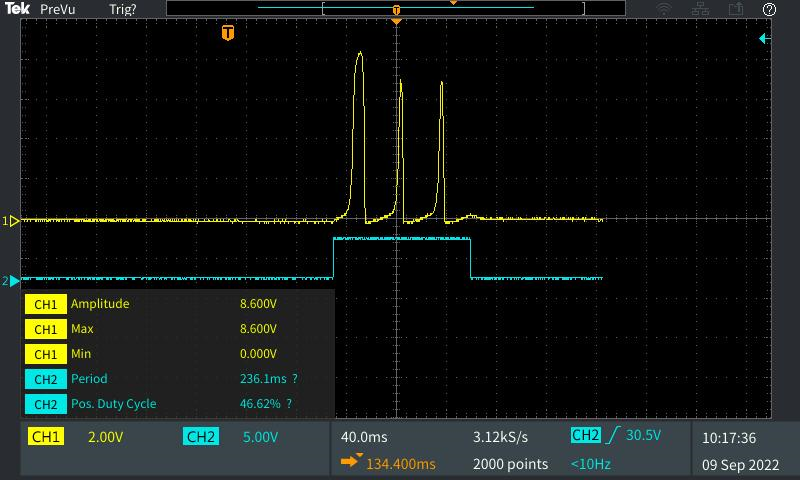 Tek PreVu Trig?
T
T
1
2
CH1 Amplitude 8.600V
CH1 Max 8.600V
CH1 Min 0.000V
CH2 Period 236.1ms ?
CH2 Pos. Duty Cycle 46.62% ?
CH1 2.00V CH2 5.00V 40.0ms 3.12kS/s CH2 30.5V 10:17:36
134.400ms 2000 points <10Hz 09 Sep 2022